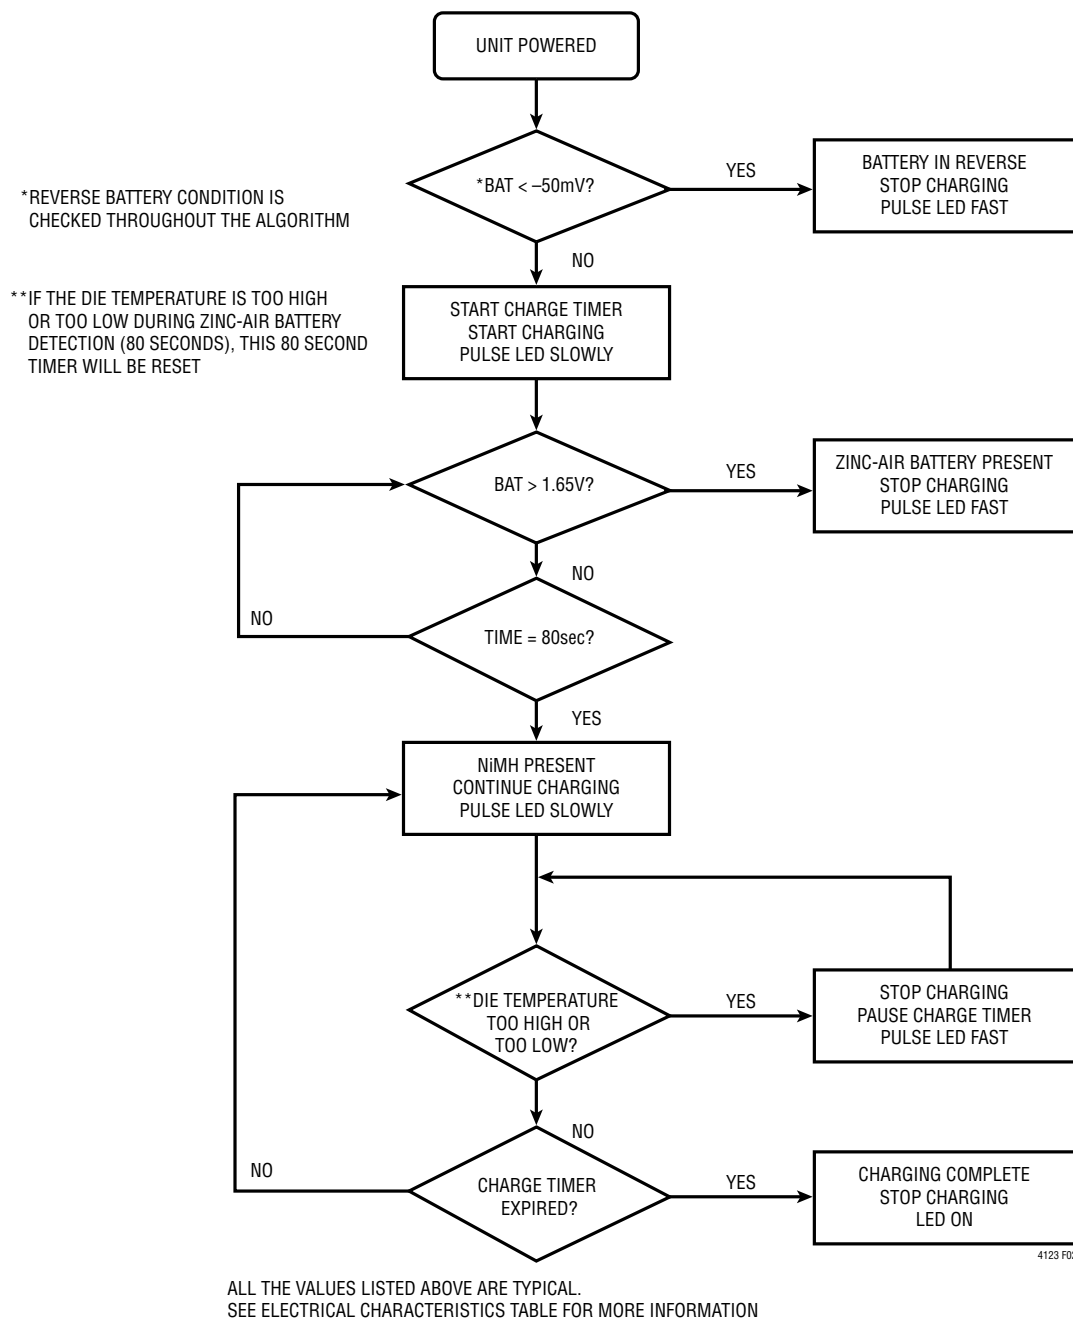 UNIT POWERED
*BAT < –50mV?
YES
BATTERY IN REVERSE
STOP CHARGING
PULSE LED FAST
*REVERSE BATTERY CONDITION IS
CHECKED THROUGHOUT THE ALGORITHM
NO
**IF THE DIE TEMPERATURE IS TOO HIGH
OR TOO LOW DURING ZINC-AIR BATTERY
DETECTION (80 SECONDS), THIS 80 SECOND
TIMER WILL BE RESET
START CHARGE TIMER
START CHARGING
PULSE LED SLOWLY
BAT > 1.65V?
YES
ZINC-AIR BATTERY PRESENT
STOP CHARGING
PULSE LED FAST
NO
NO
TIME = 80sec?
YES
NiMH PRESENT
CONTINUE CHARGING
PULSE LED SLOWLY
**DIE TEMPERATURE
TOO HIGH OR
TOO LOW?
YES
STOP CHARGING
PAUSE CHARGE TIMER
PULSE LED FAST
NO
NO
CHARGE TIMER
EXPIRED?
YES
CHARGING COMPLETE
STOP CHARGING
LED ON
4123
ALL THE VALUES LISTED ABOVE ARE TYPICAL.
SEE ELECTRICAL CHARACTERISTICS TABLE FOR MORE INFORMATION